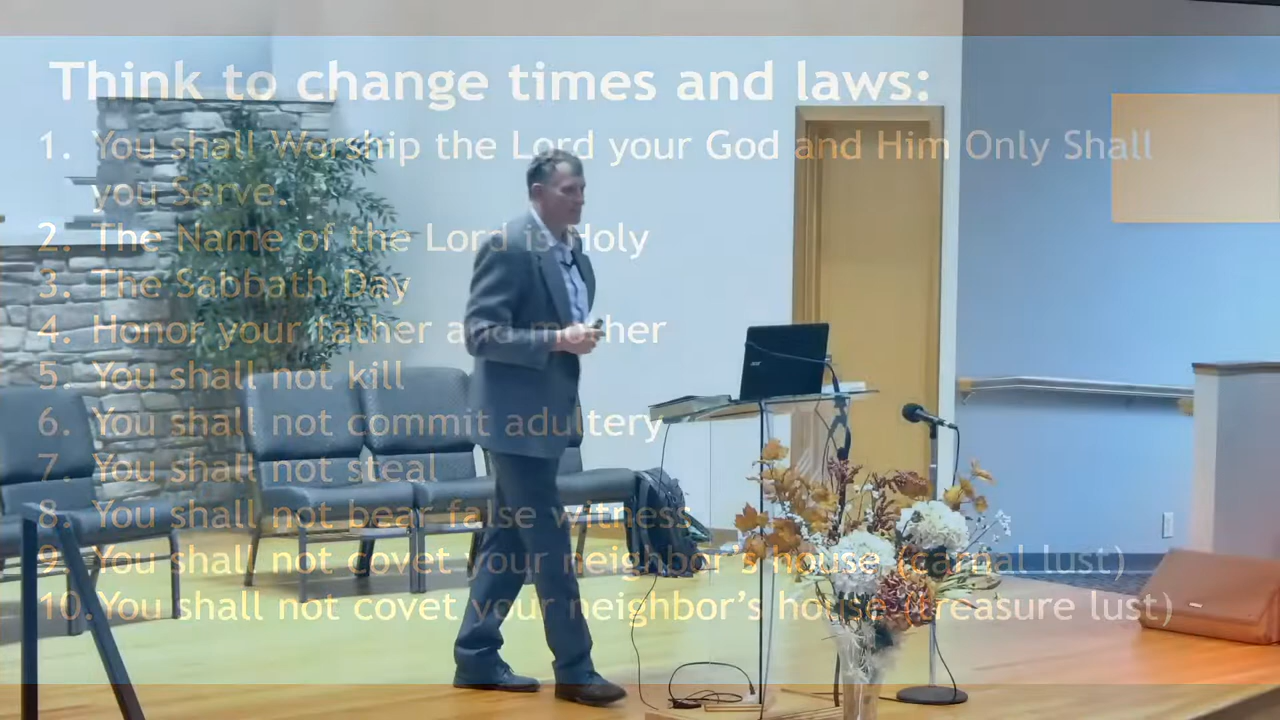 Think to change times and laws:
1. You shall Worship the Lord your God and Him Only Shall
you Serve.
2. The Name of the Lord is Holy
3. The Sabbath Day
4. Honor your father and mother
5. You shall not kill
6. You shall not commit adultery
7. You shall not steal
8. You shall not bear false witness
9. You shall not covet your neighbor's house (carnal lust)
10. You shall not covet your neighbor's house (treasure lust)
acer